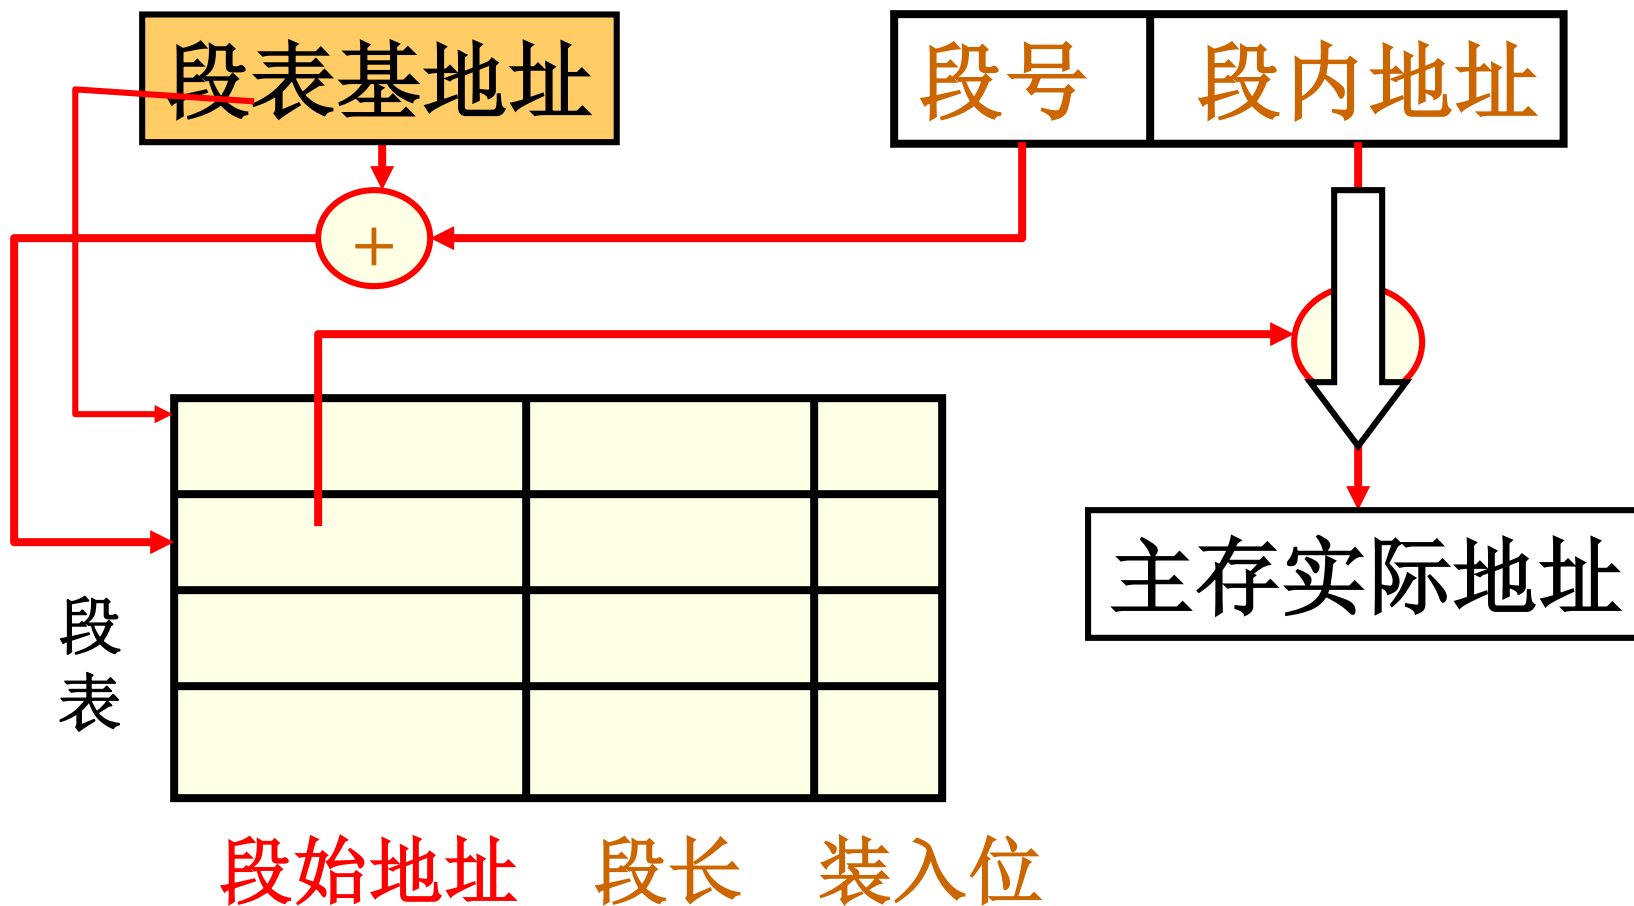 段表基地址
段号 段内地址
+
主存实际地址
段
表
段始地址 段长 装入位